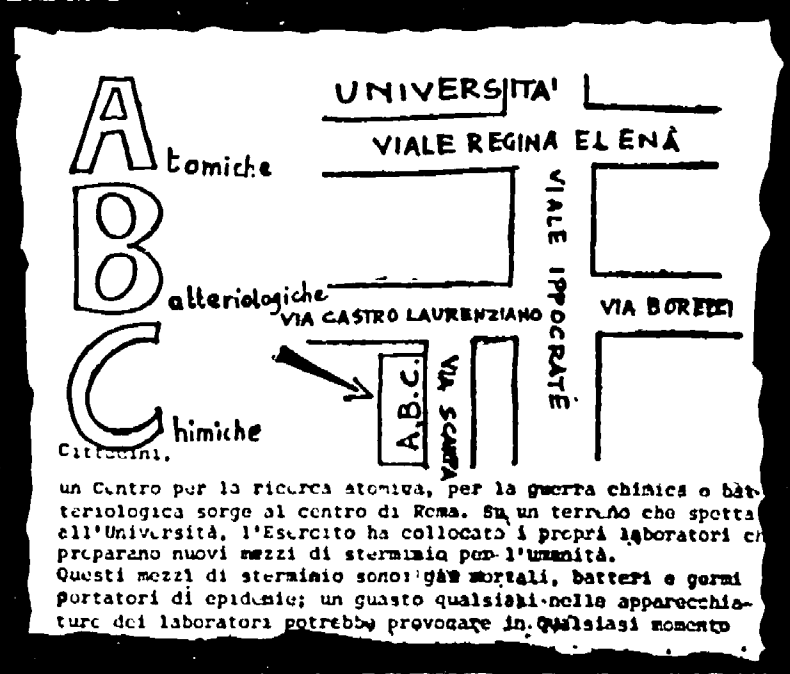 Atomiche
Batteriologiche
Chimiche
UNIVERSITA'
VIALE REGINA ELENA
VIALE IPPOCRATE
VIA CASTRO LAURENZIANO
VIA BORELLI
A.B.C.
VIA SCARPA
Cittadini,
un Centro per la ricerca atomica, per la guerra chimica o bat-
teriologica sorge al centro di Roma. Su un terreno che spetta
all'Università, l'Esercito ha collocato i propri laboratori ch
preparano nuovi mezzi di sterminio per l'umanità.
Questi mezzi di sterminio sono: gas mortali, batteri e germi
portatori di epidemie; un guasto qualsiasi nelle apparecchia-
ture dei laboratori potrebbe provocare in qualsiasi momento